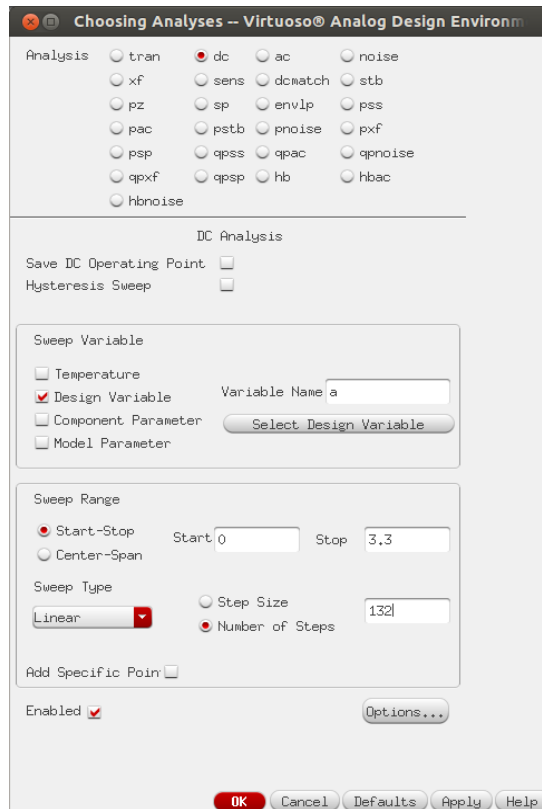 Choosing Analyses -- Virtuoso® Analog Design Environm
Analysis tran dc ac noise
xf sens dcmatch stb
pz sp envlp pss
pac pstb pnoise pxf
psp qpss qpac qpnoise
qpxf qpsp hb hbac
hbnoise
DC Analysis
Save DC Operating Point
Hysteresis Sweep
Sweep Variable
Temperature
Design Variable
Variable Name a
Component Parameter
Select Design Variable
Model Parameter
Sweep Range
Start-Stop
Start 0 Stop 3.3
Center-Span
Sweep Type
Linear
Step Size
Number of Steps
132
Add Specific Poin
Enabled
Options...
OK Cancel Defaults Apply Help